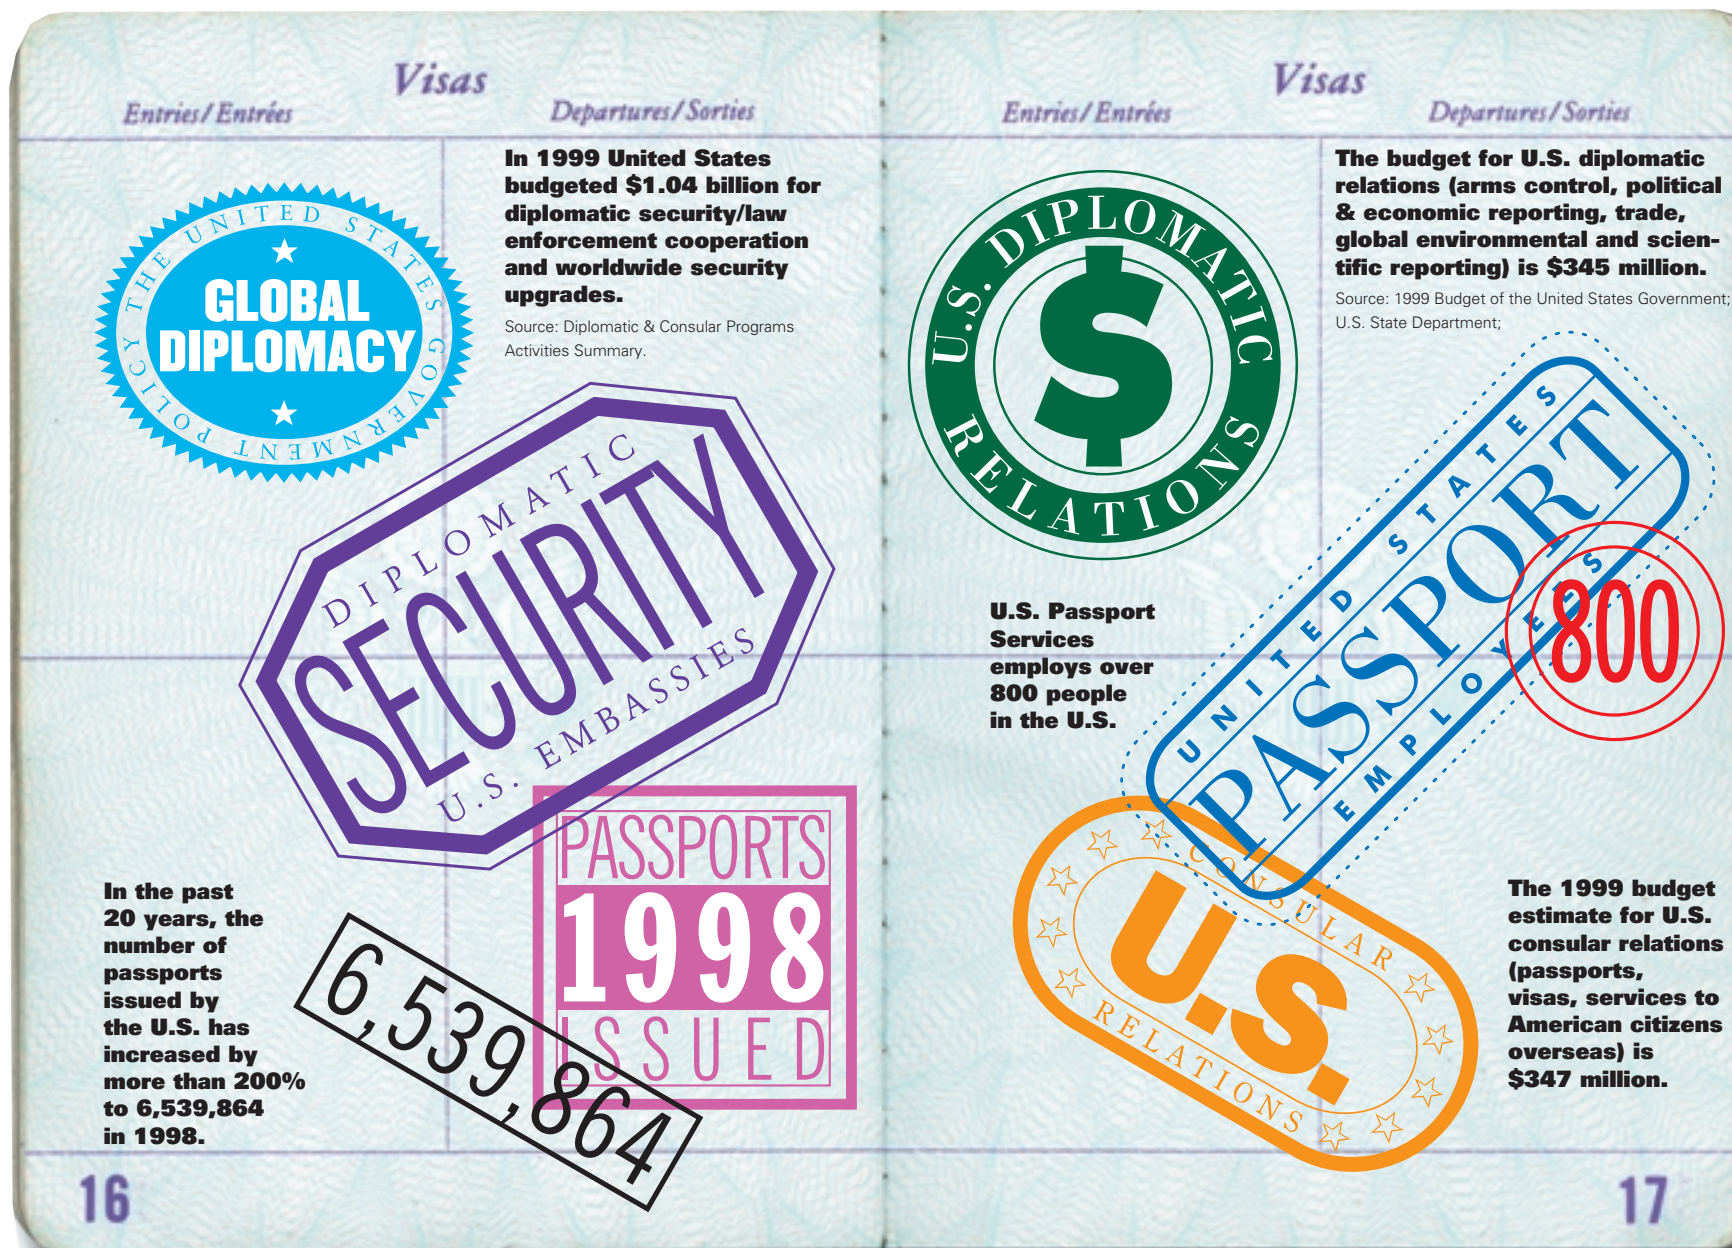 Visas
Entries/Entrées
Departures/Sorties
THE UNITED STATES GOVERNMENT POLICY
GLOBAL
DIPLOMACY
In 1999 United States
budgeted $1.04 billion for
diplomatic security/law
enforcement cooperation
and worldwide security
upgrades.
Source: Diplomatic & Consular Programs
Activities Summary.
DIPLOMATIC
SECURITY
U.S. EMBASSIES
PASSPORTS
1998
ISSUED
6,539,864
In the past
20 years, the
number of
passports
issued by
the U.S. has
increased by
more than 200%
to 6,539,864
in 1998.
16
Visas
Entries/Entrées
Departures/Sorties
U.S. DIPLOMATIC
$
RELATIONS
The budget for U.S. diplomatic
relations (arms control, political
& economic reporting, trade,
global environmental and scien-
tific reporting) is $345 million.
Source: 1999 Budget of the United States Government;
U.S. State Department;
UNITED STATES
PASSPORT
EMPLOYEES
800
U.S. Passport
Services
employs over
800 people
in the U.S.
CONSULAR
U.S.
RELATIONS
The 1999 budget
estimate for U.S.
consular relations
(passports,
visas, services to
American citizens
overseas) is
$347 million.
17